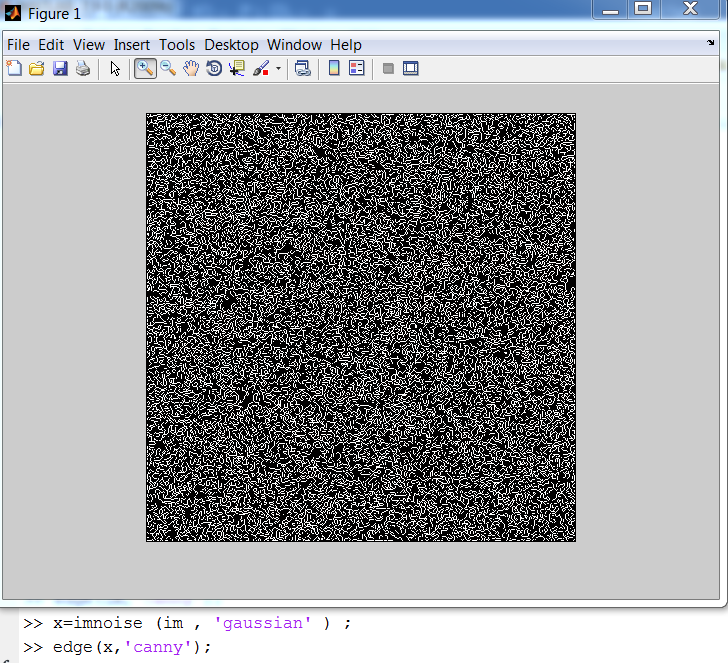 Figure 1
File Edit View Insert Tools Desktop Window Help
>> x=imnoise (im , 'gaussian' ) ;
>> edge(x,'canny');